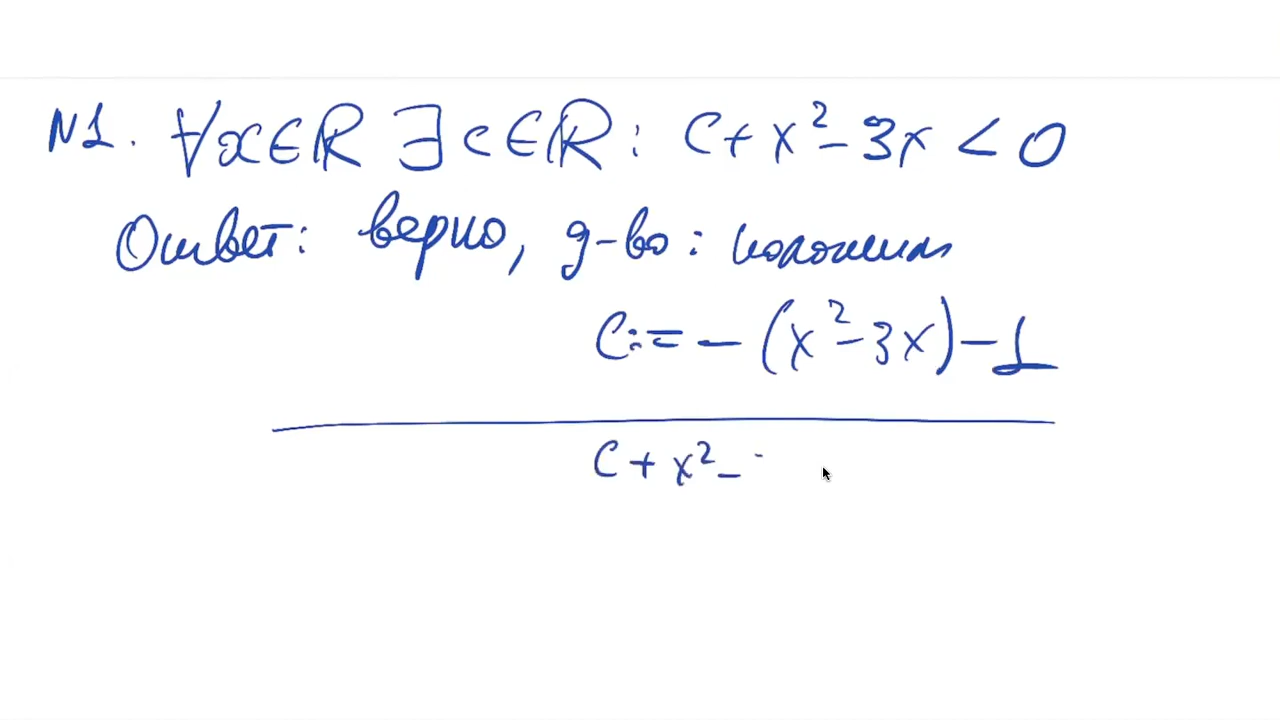 N1. ∀x∈ℝ ∃c∈ℝ: C+x²-3x<0
Ответ: верно, д-во: положим
C:=-(x²-3x)-1
C+x²-